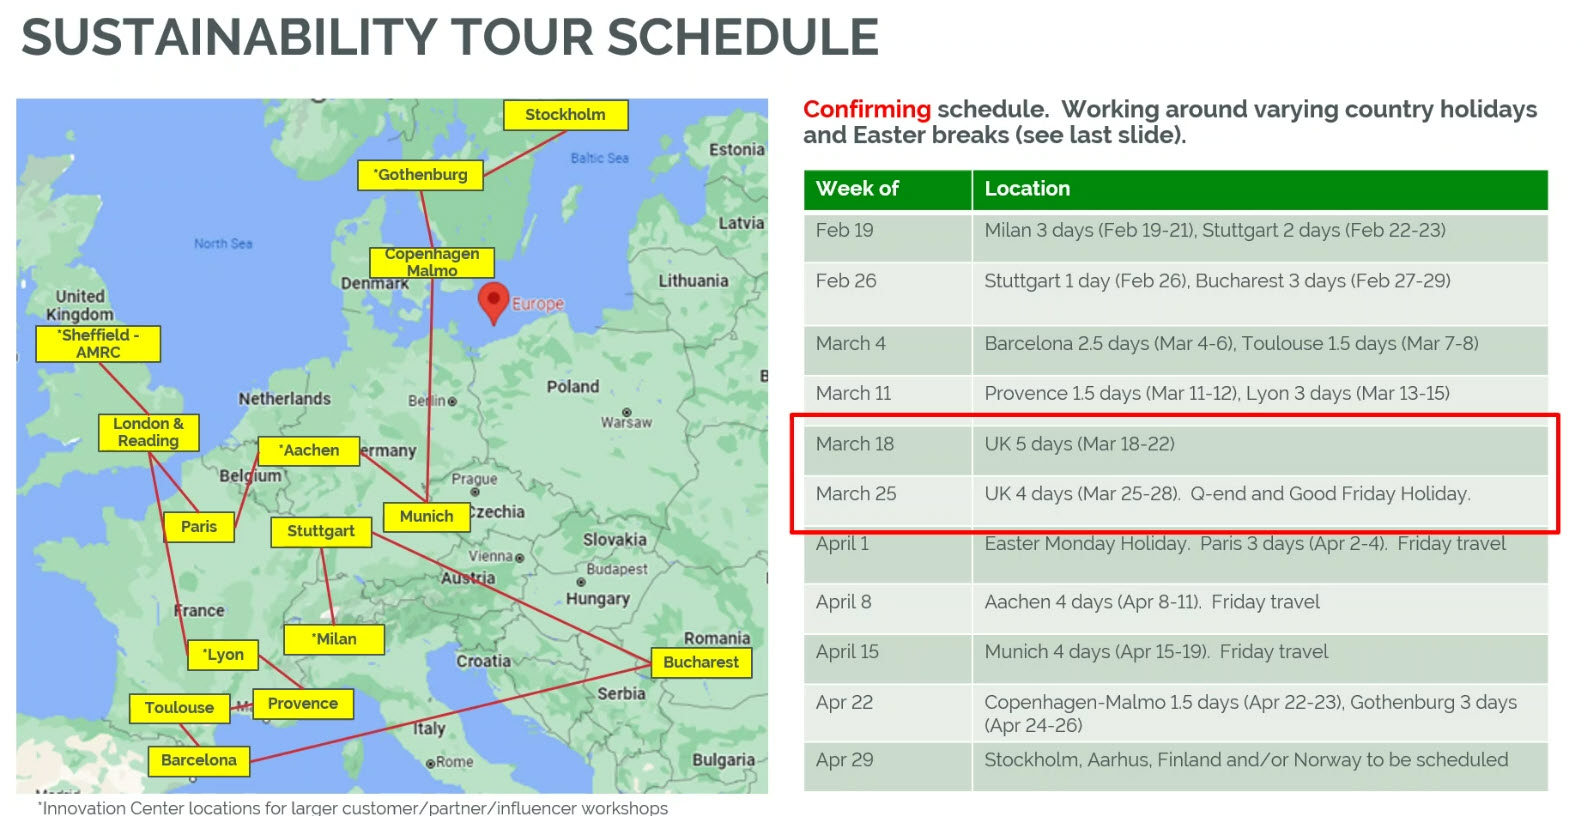 SUSTAINABILITY TOUR SCHEDULE
Stockholm
*Gothenburg
Baltic Sea
Estonia
Latvia
North Sea
Copenhagen
Malmo
Denmark
Lithuania
United
Kingdom
Europe
*Sheffield -
AMRC
Poland
Netherlands
Berlin
Warsaw
London &
Reading
*Aachen
ermany
Belgium
Prague
Munich
Czechia
Paris
Stuttgart
Slovakia
Vienna
Budapest
Austria
Hungary
France
*Milan
Romania
*Lyon
Croatia
Bucharest
Serbia
Toulouse
Provence
Italy
Barcelona
Rome
Bulgaria
*Innovation Center locations for larger customer/partner/influencer workshops
Confirming schedule.  Working around varying country holidays
and Easter breaks (see last slide).
Week of Location
Feb 19 Milan 3 days (Feb 19-21), Stuttgart 2 days (Feb 22-23)
Feb 26 Stuttgart 1 day (Feb 26), Bucharest 3 days (Feb 27-29)
March 4 Barcelona 2.5 days (Mar 4-6), Toulouse 1.5 days (Mar 7-8)
March 11 Provence 1.5 days (Mar 11-12), Lyon 3 days (Mar 13-15)
March 18 UK 5 days (Mar 18-22)
March 25 UK 4 days (Mar 25-28).  Q-end and Good Friday Holiday.
April 1 Easter Monday Holiday.  Paris 3 days (Apr 2-4).  Friday travel
April 8 Aachen 4 days (Apr 8-11).  Friday travel
April 15 Munich 4 days (Apr 15-19).  Friday travel
Apr 22 Copenhagen-Malmo 1.5 days (Apr 22-23), Gothenburg 3 days
(Apr 24-26)
Apr 29 Stockholm, Aarhus, Finland and/or Norway to be scheduled